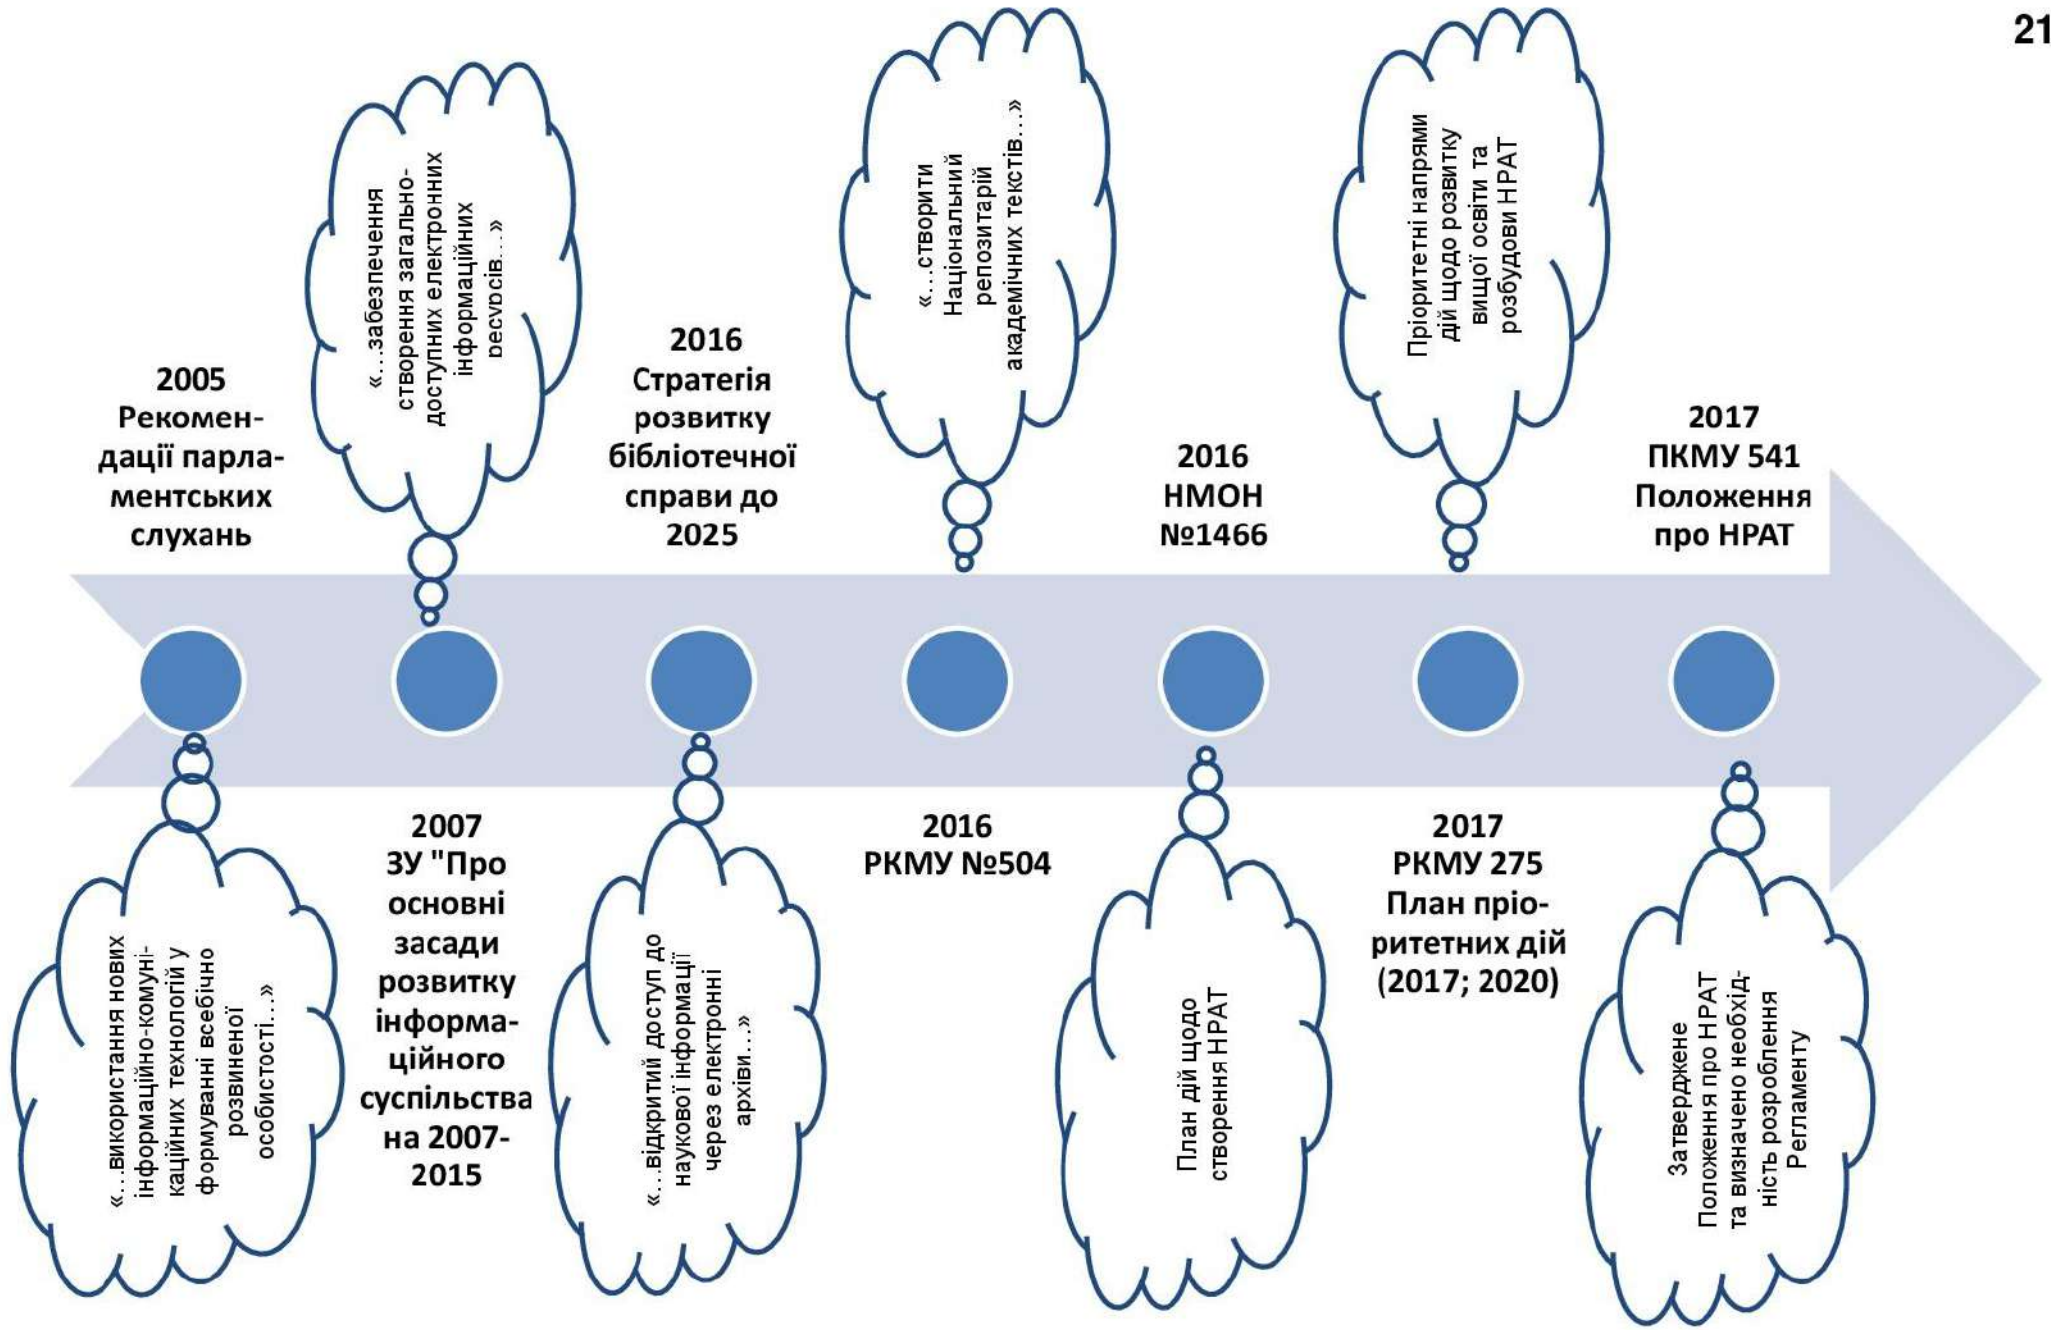 21
2005
Рекомен-
дації парла-
ментських
слухань
«…використання нових
інформаційно-комуні-
каційних технологій у
формуванні всебічно
розвиненої
особистості…»
«…забезпечення
створення загально-
доступних електронних
інформаційних
ресурсів…»
2007
ЗУ "Про
основні
засади
розвитку
інформа-
ційного
суспільства
на 2007-
2015
2016
Стратегія
розвитку
бібліотечної
справи до
2025
«…відкритий доступ до
наукової інформації
через електронні
архіви…»
«…створити
Національний
репозитарій
академічних текстів…»
2016
РКМУ №504
2016
НМОН
№1466
План дій щодо
створення НРАТ
Пріоритетні напрями
дій щодо розвитку
вищої освіти та
розбудови НРАТ
2017
РКМУ 275
План пріо-
ритетних дій
(2017; 2020)
2017
ПКМУ 541
Положення
про НРАТ
Затверджене
Положення про НРАТ
та визначено необхід-
ність розроблення
Регламенту